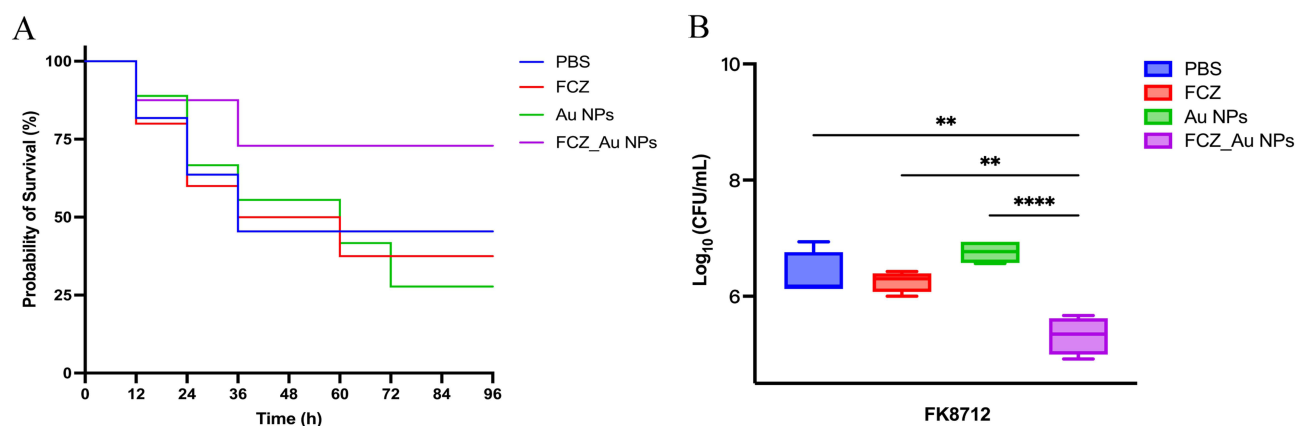 A
100
75
50
25
0
Probability of Survival (%)
0 12 24 36 48 60 72 84 96
Time (h)
PBS
FCZ
Au NPs
FCZ_Au NPs
B
10
8
6
Log10 (CFU/mL)
**
**
****
FK8712
PBS
FCZ
Au NPs
FCZ_Au NPs